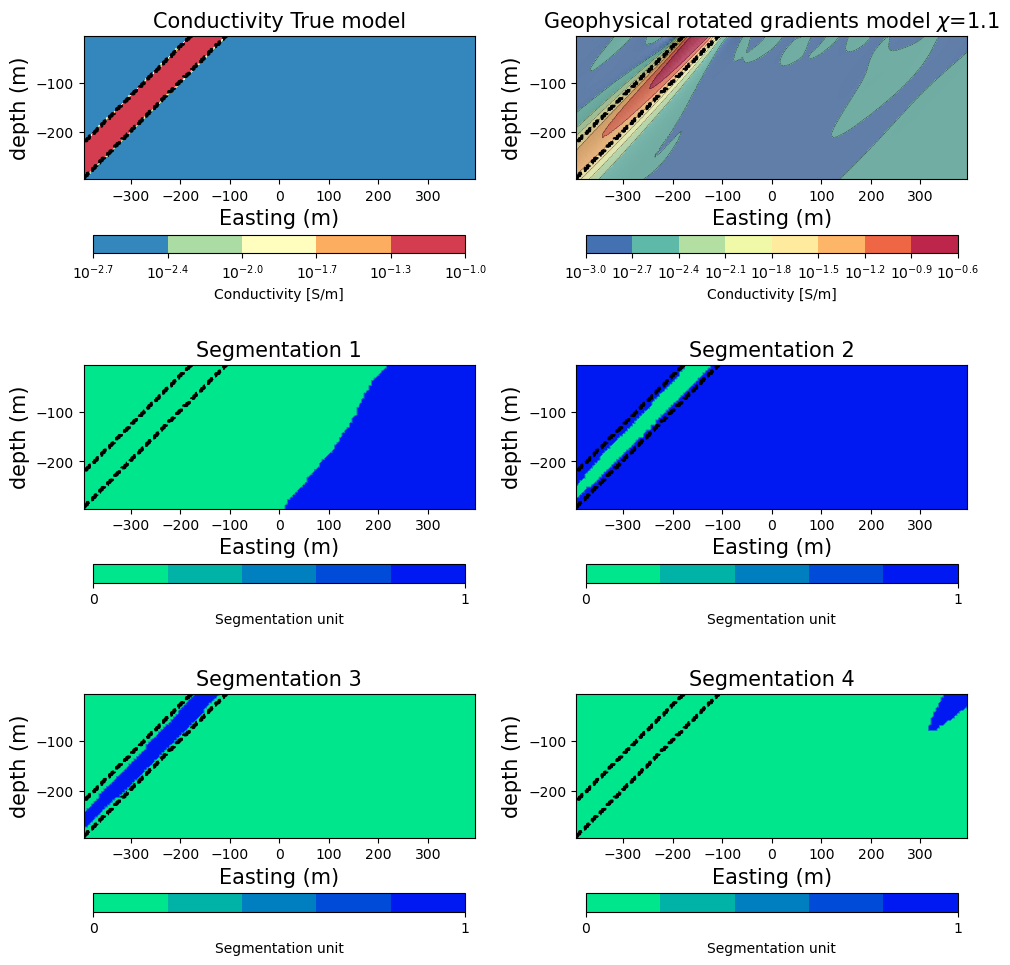 Conductivity True model
Geophysical rotated gradients model χ=1.1
depth (m)
−100
−200
−300 −200 −100 0 100 200 300
Easting (m)
10^−2.7 10^−2.4 10^−2.0 10^−1.7 10^−1.3 10^−1.0
Conductivity [S/m]
depth (m)
−100
−200
−300 −200 −100 0 100 200 300
Easting (m)
10^−3.0 10^−2.7 10^−2.4 10^−2.1 10^−1.8 10^−1.5 10^−1.2 10^−0.9 10^−0.6
Conductivity [S/m]
Segmentation 1
depth (m)
−100
−200
−300 −200 −100 0 100 200 300
Easting (m)
0 1
Segmentation unit
Segmentation 2
depth (m)
−100
−200
−300 −200 −100 0 100 200 300
Easting (m)
0 1
Segmentation unit
Segmentation 3
depth (m)
−100
−200
−300 −200 −100 0 100 200 300
Easting (m)
0 1
Segmentation unit
Segmentation 4
depth (m)
−100
−200
−300 −200 −100 0 100 200 300
Easting (m)
0 1
Segmentation unit